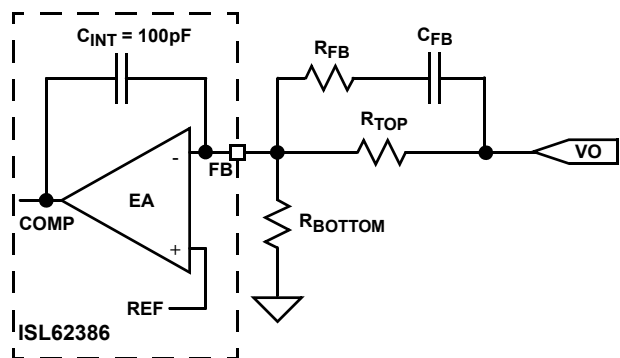 C_INT = 100pF
R_FB
C_FB
R_TOP
VO
-
FB
EA
COMP
R_BOTTOM
+
REF
ISL62386